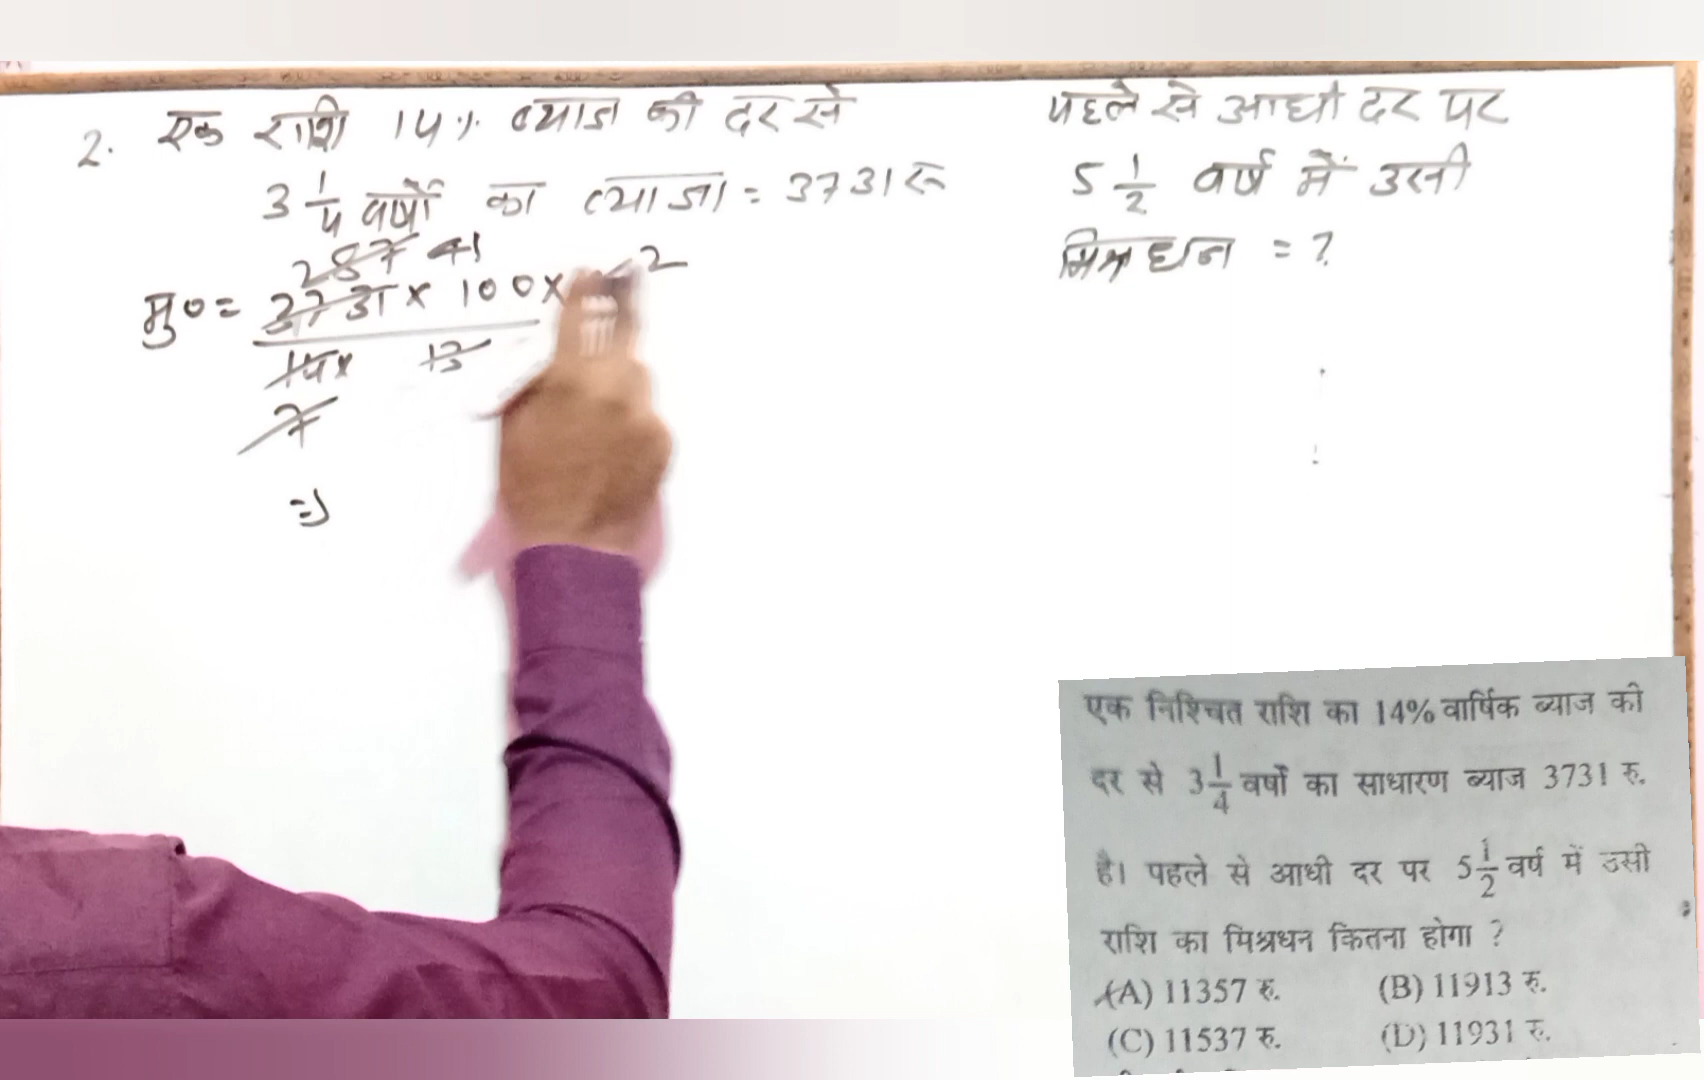 2. एक राशि 14% ब्याज की दर से
3 1/4 वर्षों का ब्याज = 3731 रू
287 41
मु० = 3731 × 100 × 2
14 × 13
7
=)
पहले से आधी दर पर
5 1/2 वर्ष में उसी
मिश्रधन = ?
एक निश्चित राशि का 14% वार्षिक ब्याज की
दर से 3 1/4 वर्षों का साधारण ब्याज 3731 रु.
है। पहले से आधी दर पर 5 1/2 वर्ष में उसी
राशि का मिश्रधन कितना होगा ?
(A) 11357 रु. (B) 11913 रु.
(C) 11537 रु. (D) 11931 रु.